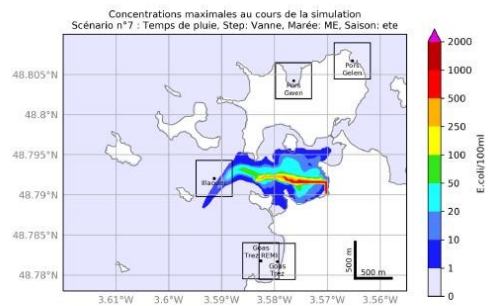 Concentrations maximales au cours de la simulation
Scénario n°7 : Temps de pluie, Step: Vanne, Marée: ME, Saison: ete
48.805°N
48.8°N
48.795°N
48.79°N
48.785°N
48.78°N
3.61°W
3.6°W
3.59°W
3.58°W
3.57°W
3.56°W
Pors
Gelen
Pors
Gwen
Goas
Trez REMI
Goas
Trez
500 m
500 m
2000
1000
500
250
100
50
20
10
1
0
E.coli/100ml